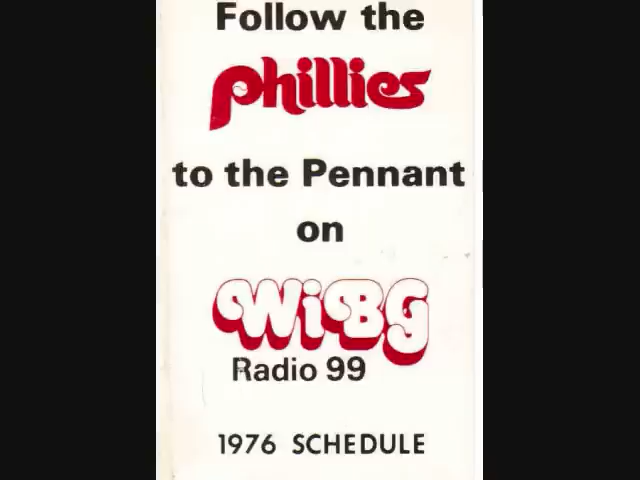 Follow the
Phillies
to the Pennant
on
WiBG
Radio 99
1976 SCHEDULE